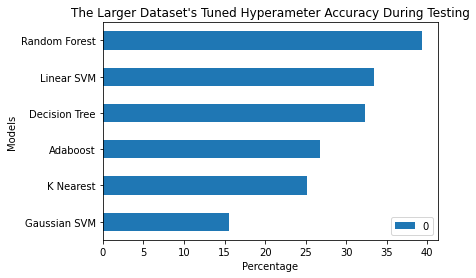 The Larger Dataset's Tuned Hyperameter Accuracy During Testing
Models
Random Forest
Linear SVM
Decision Tree
Adaboost
K Nearest
Gaussian SVM
0
0 5 10 15 20 25 30 35 40
Percentage